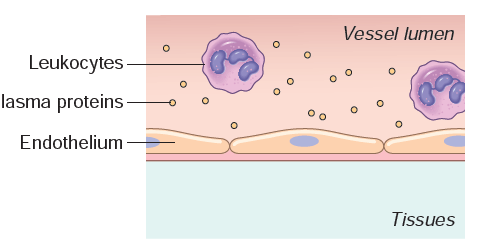 Vessel lumen
Leukocytes
lasma proteins
Endothelium
Tissues